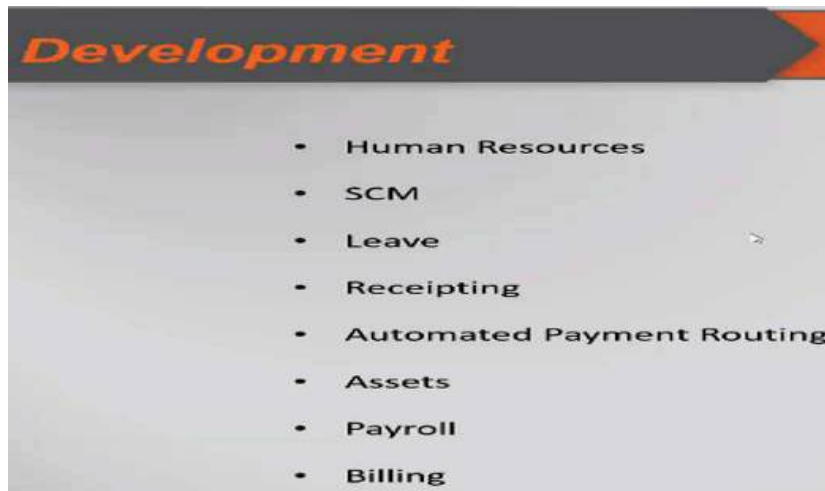 Development
• Human Resources
• SCM
• Leave
• Receipting
• Automated Payment Routing
• Assets
• Payroll
• Billing